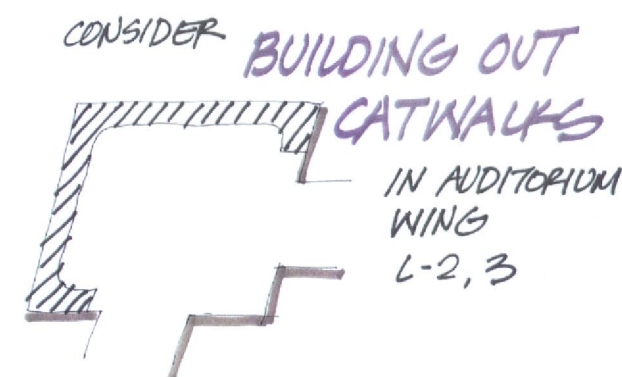 CONSIDER BUILDING OUT
CATWALKS
IN AUDITORIUM
WING
L-2, 3